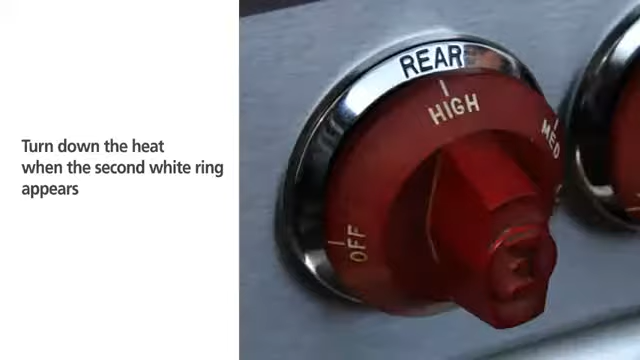 Turn down the heat
when the second white ring
appears
REAR
HIGH
MED
OFF